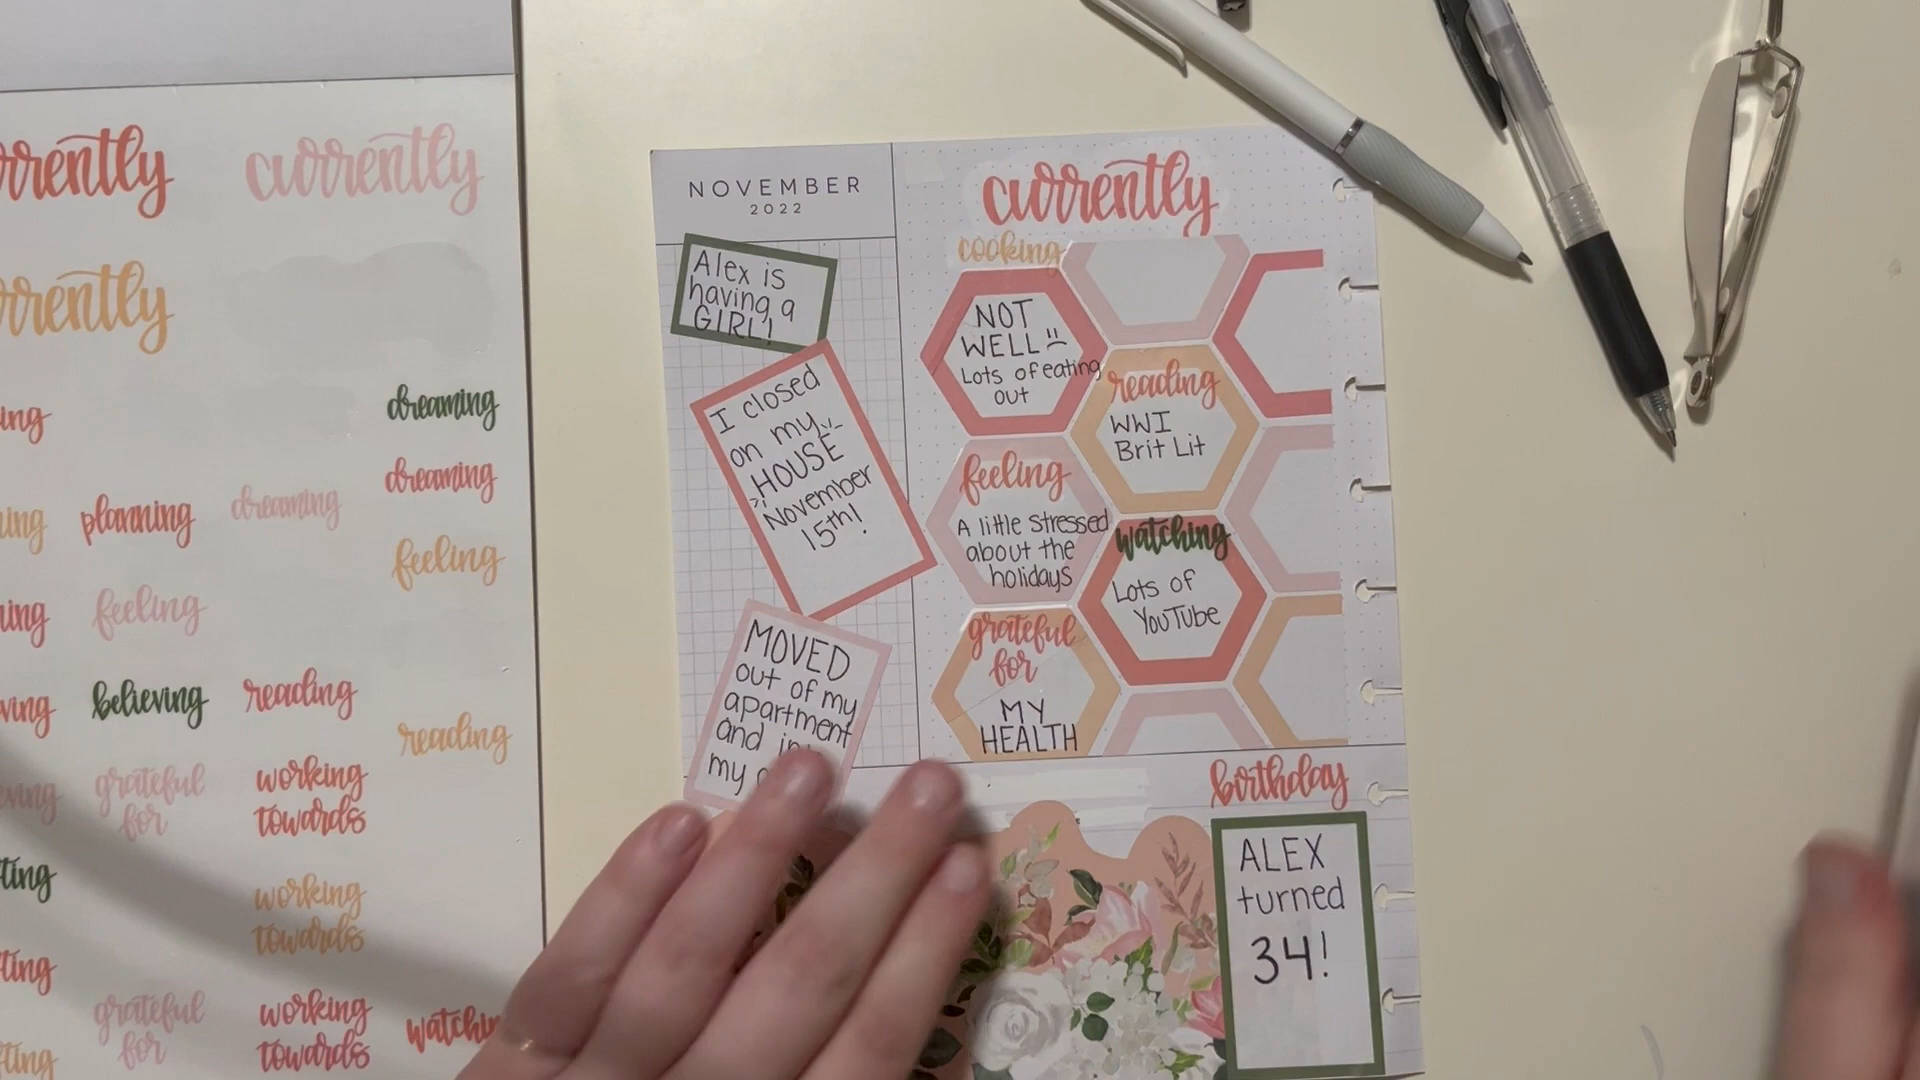 currently
currently
dreaming
dreaming
planning
dreaming
feeling
feeling
believing
reading
reading
grateful
for
working
towards
working
towards
grateful
for
working
towards
NOVEMBER
2022
Alex is
having a
GIRL!
I closed
on my
HOUSE
November
15th!
MOVED
out of my
apartment
and
my
currently
cooking
NOT
WELL
Lots of eating
out
reading
WWI
Brit Lit
feeling
A little stressed
about the
holidays
watching
Lots of
YouTube
grateful
for
MY
HEALTH
birthday
ALEX
turned
34!